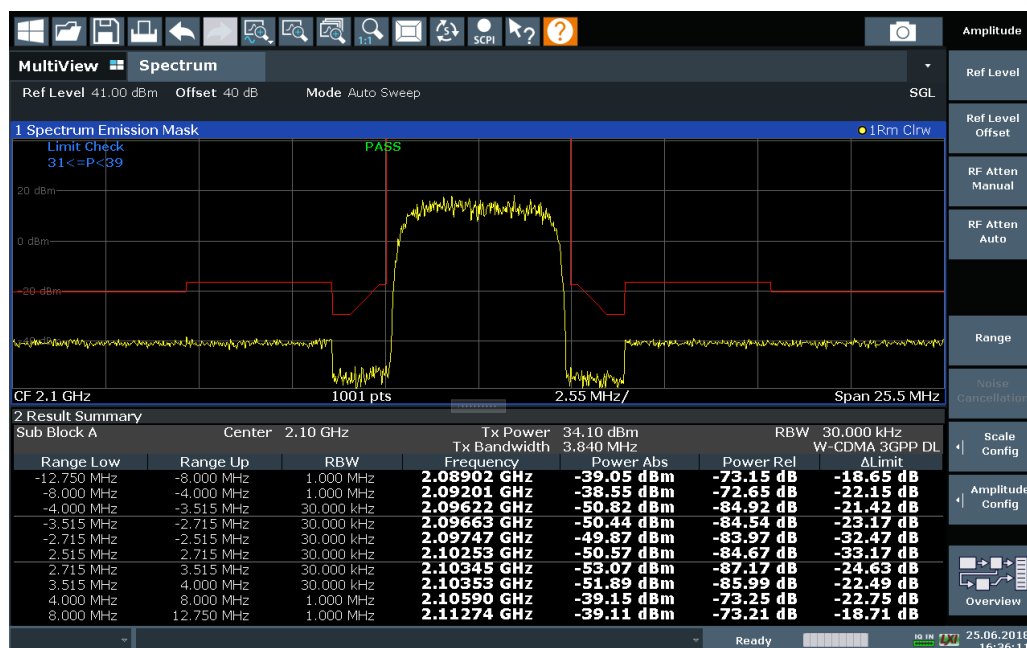 1:1
SCPI
?
?
Amplitude
MultiView Spectrum
Ref Level 41.00 dBm Offset 40 dB Mode Auto Sweep SGL
Ref Level
Ref Level
Offset
RF Atten
Manual
RF Atten
Auto
Range
Noise
Cancellation
Scale
Config
Amplitude
Config
Overview
1 Spectrum Emission Mask 1Rm Clrw
Limit Check PASS
31<=P<39
20 dBm
0 dBm
-20 dBm
CF 2.1 GHz 1001 pts 2.55 MHz/ Span 25.5 MHz
2 Result Summary
Sub Block A Center 2.10 GHz Tx Power 34.10 dBm RBW 30.000 kHz
Tx Bandwidth 3.840 MHz W-CDMA 3GPP DL
Range Low Range Up RBW Frequency Power Abs Power Rel ΔLimit
-12.750 MHz -8.000 MHz 1.000 MHz 2.08902 GHz -39.05 dBm -73.15 dB -18.65 dB
-8.000 MHz -4.000 MHz 1.000 MHz 2.09201 GHz -38.55 dBm -72.65 dB -22.15 dB
-4.000 MHz -3.515 MHz 30.000 kHz 2.09622 GHz -50.82 dBm -84.92 dB -21.42 dB
-3.515 MHz -2.715 MHz 30.000 kHz 2.09663 GHz -50.44 dBm -84.54 dB -23.17 dB
-2.715 MHz -2.515 MHz 30.000 kHz 2.09747 GHz -49.87 dBm -83.97 dB -32.47 dB
2.515 MHz 2.715 MHz 30.000 kHz 2.10253 GHz -50.57 dBm -84.67 dB -33.17 dB
2.715 MHz 3.515 MHz 30.000 kHz 2.10345 GHz -53.07 dBm -87.17 dB -24.63 dB
3.515 MHz 4.000 MHz 30.000 kHz 2.10353 GHz -51.89 dBm -85.99 dB -22.49 dB
4.000 MHz 8.000 MHz 1.000 MHz 2.10590 GHz -39.15 dBm -73.25 dB -22.75 dB
8.000 MHz 12.750 MHz 1.000 MHz 2.11274 GHz -39.11 dBm -73.21 dB -18.71 dB
Ready IQ IN LXI 25.06.2018